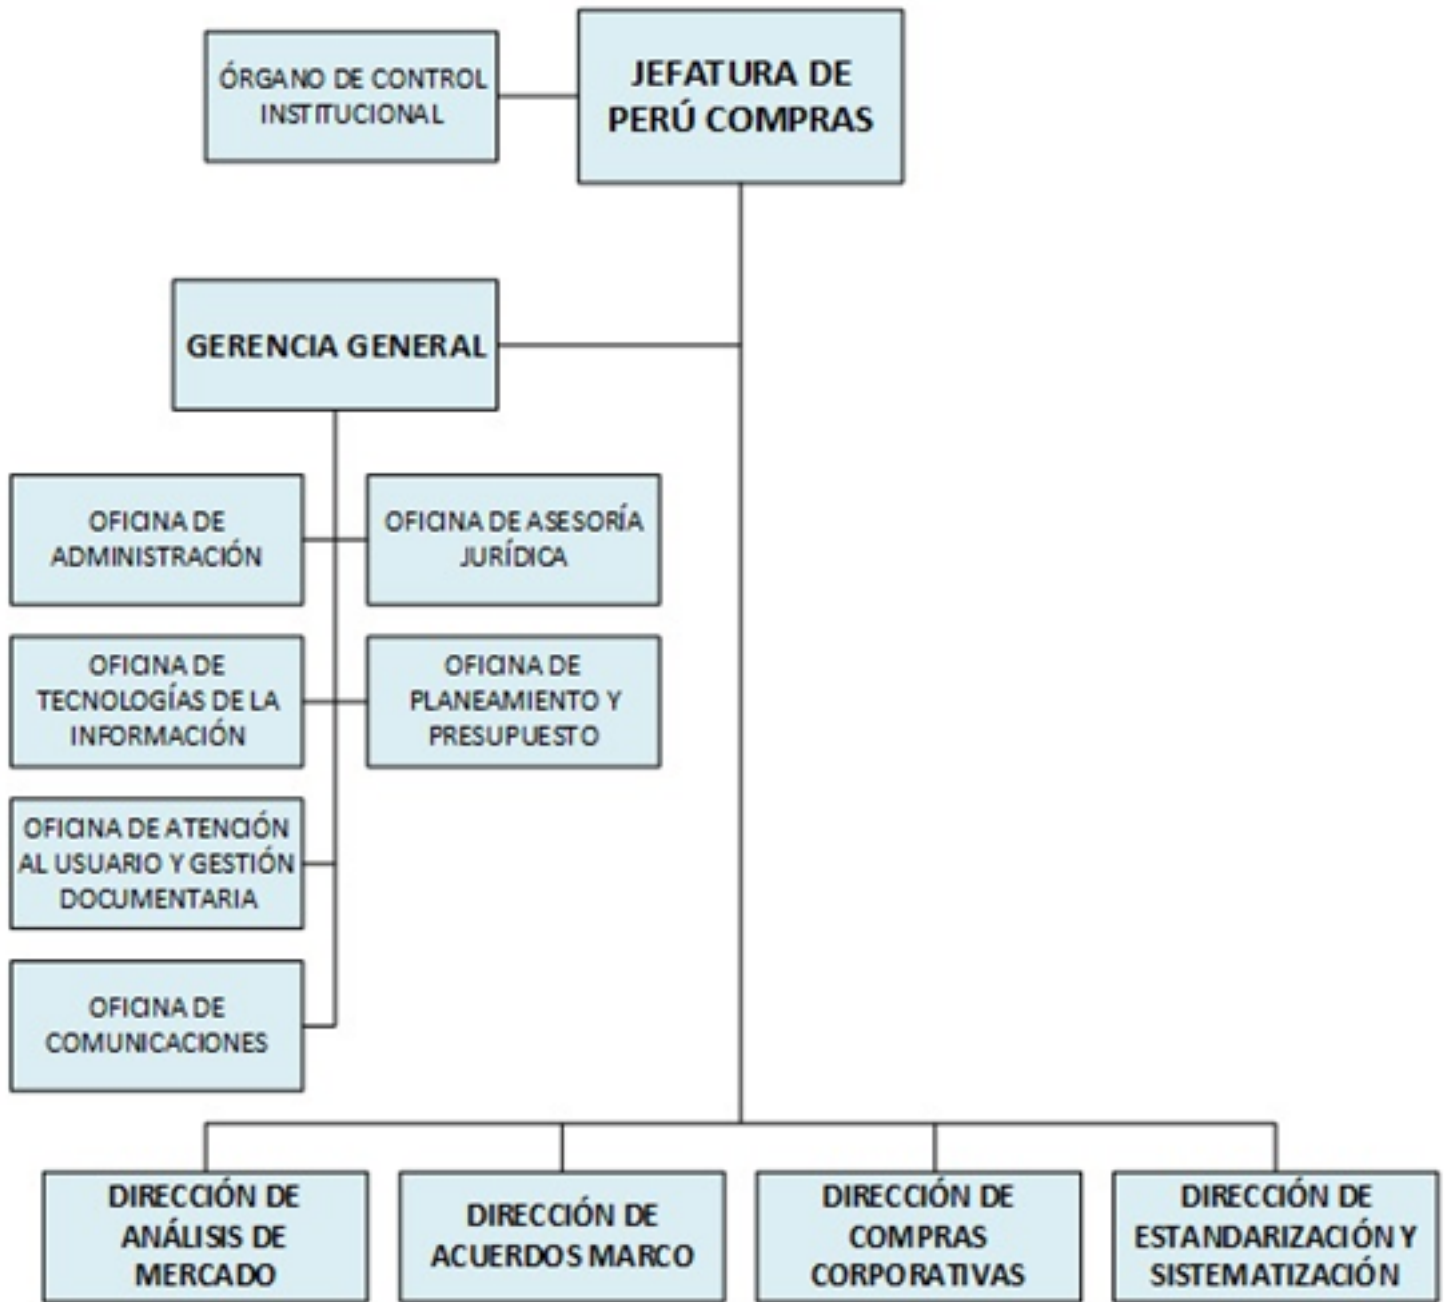 ÓRGANO DE CONTROL
INSTITUCIONAL
JEFATURA DE
PERÚ COMPRAS
GERENCIA GENERAL
OFICINA DE
ADMINISTRACIÓN
OFICINA DE ASESORÍA
JURÍDICA
OFICINA DE
TECNOLOGÍAS DE LA
INFORMACIÓN
OFICINA DE
PLANEAMIENTO Y
PRESUPUESTO
OFICINA DE ATENCIÓN
AL USUARIO Y GESTIÓN
DOCUMENTARIA
OFICINA DE
COMUNICACIONES
DIRECCIÓN DE
ANÁLISIS DE
MERCADO
DIRECCIÓN DE
ACUERDOS MARCO
DIRECCIÓN DE
COMPRAS
CORPORATIVAS
DIRECCIÓN DE
ESTANDARIZACIÓN Y
SISTEMATIZACIÓN